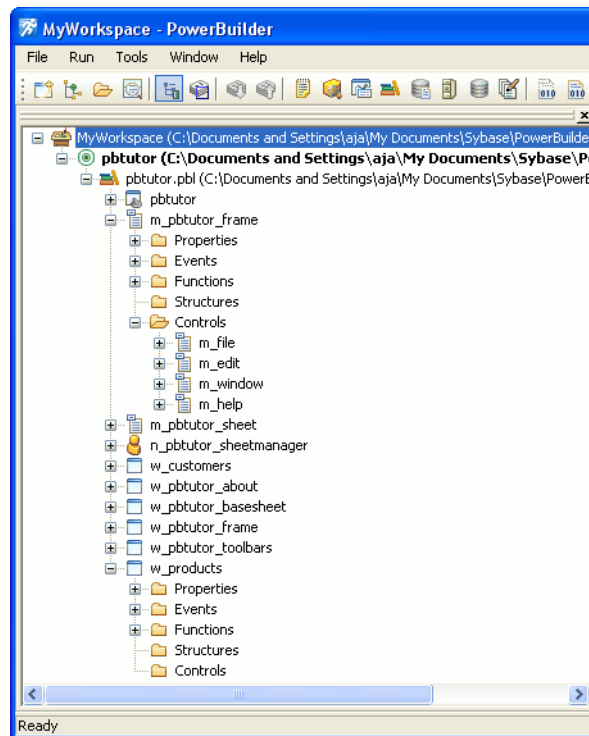 MyWorkspace - PowerBuilder
File Run Tools Window Help
010 010
MyWorkspace (C:\Documents and Settings\aja\My Documents\Sybase\PowerBuilde
pbtutor (C:\Documents and Settings\aja\My Documents\Sybase\P
pbtutor.pbl (C:\Documents and Settings\aja\My Documents\Sybase\PowerB
pbtutor
m_pbtutor_frame
Properties
Events
Functions
Structures
Controls
m_file
m_edit
m_window
m_help
m_pbtutor_sheet
n_pbtutor_sheetmanager
w_customers
w_pbtutor_about
w_pbtutor_basesheet
w_pbtutor_frame
w_pbtutor_toolbars
w_products
Properties
Events
Functions
Structures
Controls
Ready